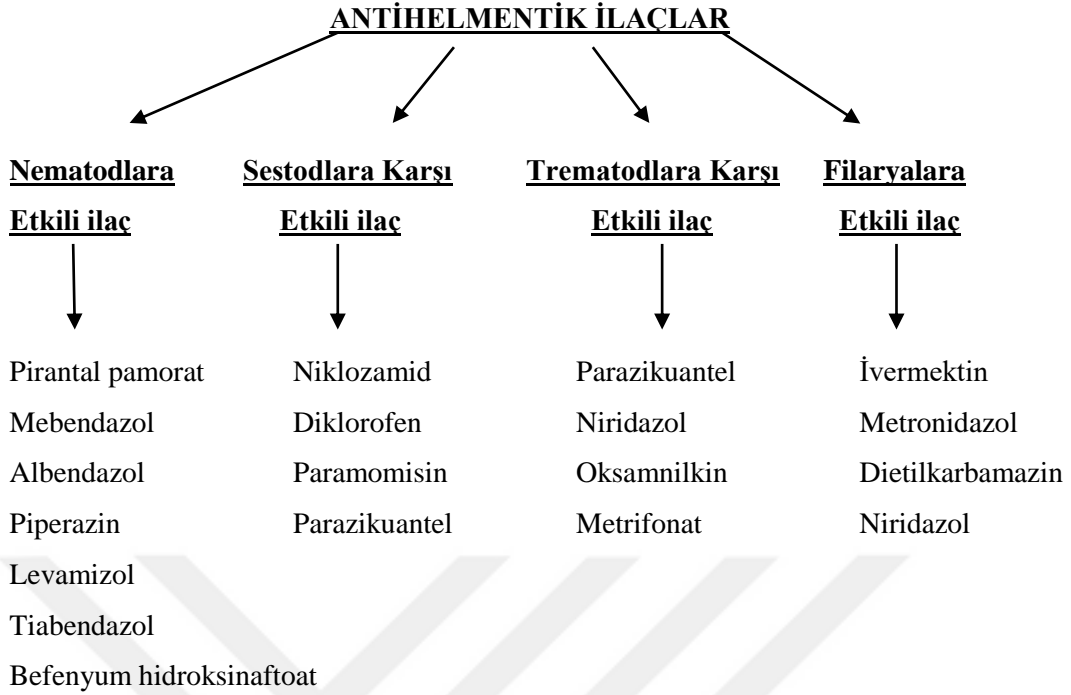 ANTİHELMENTİK İLAÇLAR
Nematodlara Sestodlara Karşı Trematodlara Karşı Filaryalara
Etkili ilaç Etkili ilaç Etkili ilaç Etkili ilaç
Pirantal pamorat Niklozamid Parazikuantel İvermektin
Mebendazol Diklorofen Niridazol Metronidazol
Albendazol Paramomisin Oksamnilkin Dietilkarbamazin
Piperazin Parazikuantel Metrifonat Niridazol
Levamizol
Tiabendazol
Befenyum hidroksinaftoat